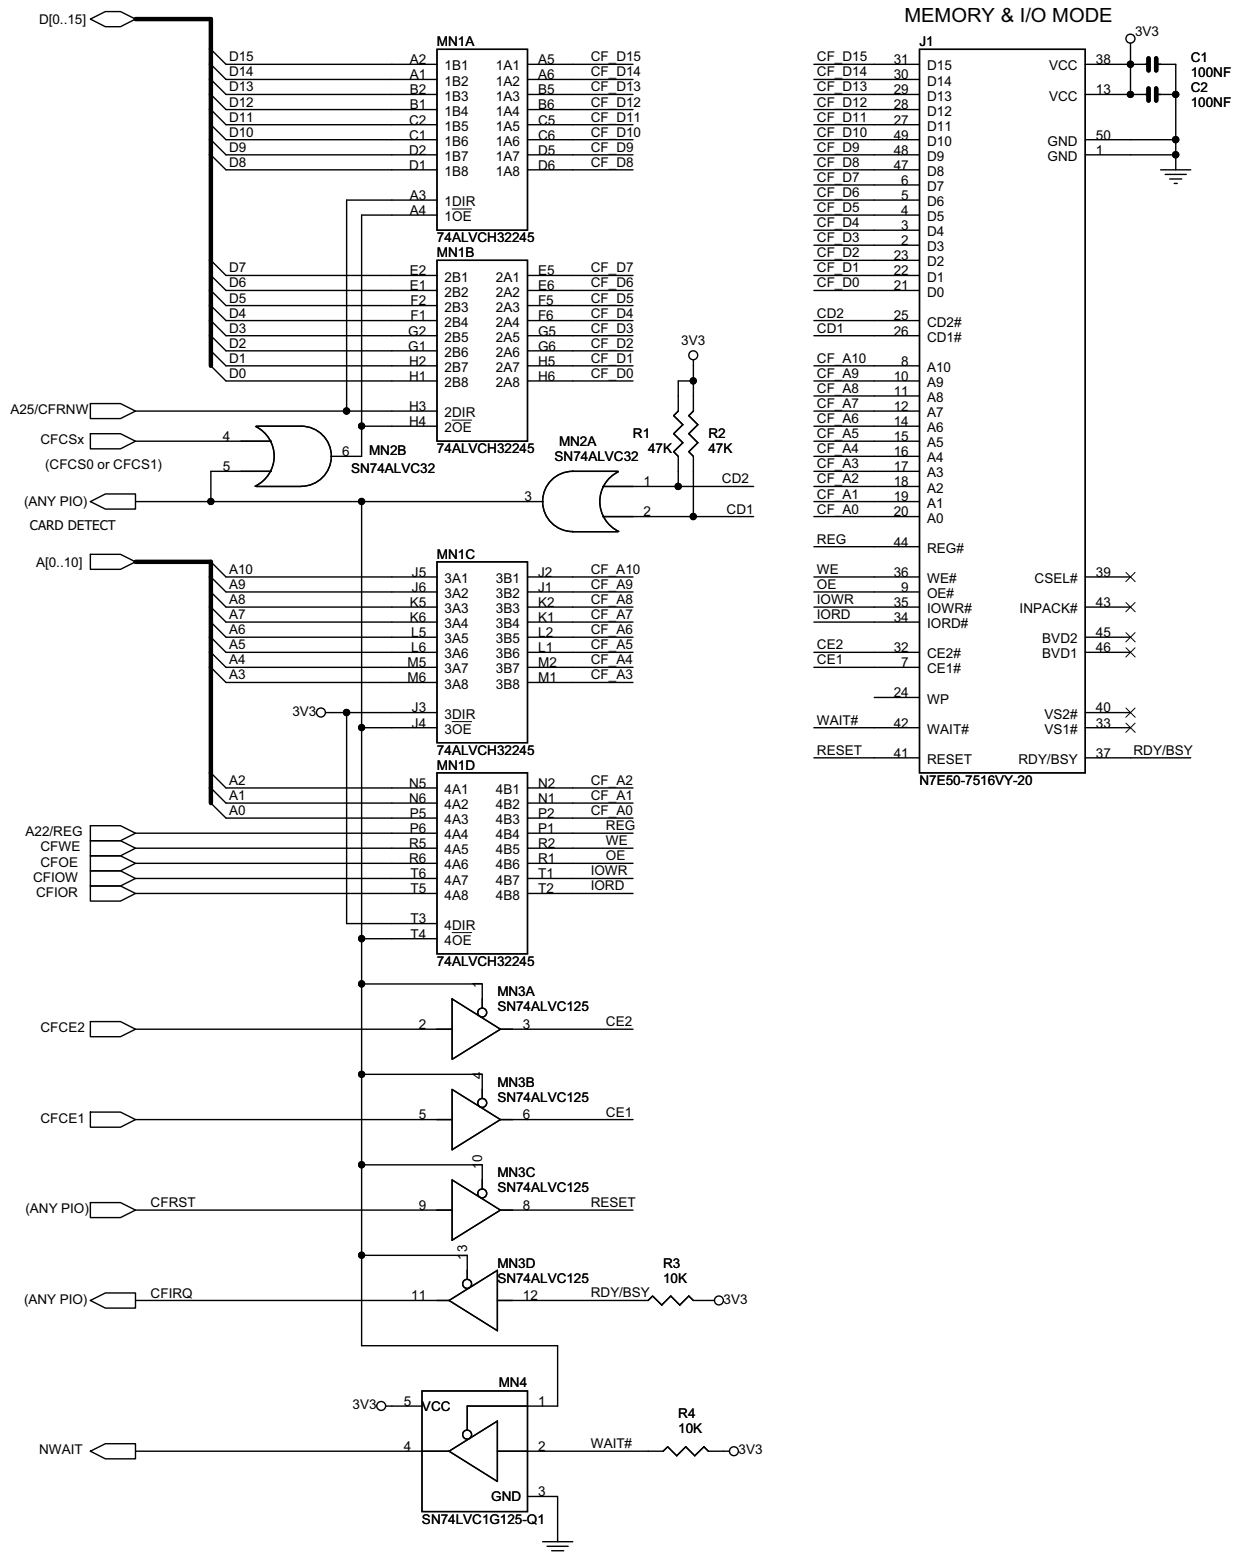 MEMORY & I/O MODE
D[0..15]
MN1A
D15 A2 1B1 1A1 A5 CF_D15
D14 A1 1B2 1A2 A6 CF_D14
D13 B2 1B3 1A3 B5 CF_D13
D12 B1 1B4 1A4 B6 CF_D12
D11 C2 1B5 1A5 C5 CF_D11
D10 C1 1B6 1A6 C6 CF_D10
D9 D2 1B7 1A7 D5 CF_D9
D8 D1 1B8 1A8 D6 CF_D8
A3 1DIR
A4 1OE
74ALVCH32245
MN1B
D7 E2 2B1 2A1 E5 CF_D7
D6 E1 2B2 2A2 E6 CF_D6
D5 F2 2B3 2A3 F5 CF_D5
D4 F1 2B4 2A4 F6 CF_D4
D3 G2 2B5 2A5 G5 CF_D3
D2 G1 2B6 2A6 G6 CF_D2
D1 H2 2B7 2A7 H5 CF_D1
D0 H1 2B8 2A8 H6 CF_D0
A25/CFRNW H3 2DIR
H4 2OE
74ALVCH32245
CFCSx 4
(CFCS0 or CFCS1) 5
6 MN2B
SN74ALVC32
3V3
R1 47K
R2 47K
MN2A
SN74ALVC32
(ANY PIO) 3
1 CD2
2 CD1
CARD DETECT
A[0..10]
MN1C
A10 J5 3A1 3B1 J2 CF_A10
A9 J6 3A2 3B2 J1 CF_A9
A8 K5 3A3 3B3 K2 CF_A8
A7 K6 3A4 3B4 K1 CF_A7
A6 L5 3A5 3B5 L2 CF_A6
A5 L6 3A6 3B6 L1 CF_A5
A4 M5 3A7 3B7 M2 CF_A4
A3 M6 3A8 3B8 M1 CF_A3
3V3 J3 3DIR
J4 3OE
74ALVCH32245
MN1D
A2 N5 4A1 4B1 N2 CF_A2
A1 N6 4A2 4B2 N1 CF_A1
A0 P5 4A3 4B3 P2 CF_A0
A22/REG P6 4A4 4B4 P1 REG
CFWE R5 4A5 4B5 R2 WE
CFOE R6 4A6 4B6 R1 OE
CFIOW T6 4A7 4B7 T1 IOWR
CFIOR T5 4A8 4B8 T2 IORD
T3 4DIR
T4 4OE
74ALVCH32245
1 MN3A
SN74ALVC125
CFCE2 2 3 CE2
4 MN3B
SN74ALVC125
CFCE1 5 6 CE1
10 MN3C
SN74ALVC125
(ANY PIO) CFRST 9 8 RESET
13 MN3D
SN74ALVC125
R3
10K
(ANY PIO) CFIRQ 11 12 RDY/BSY 3V3
MN4
3V3 5 VCC 1
R4
10K
NWAIT 4 2 WAIT# 3V3
GND 3
SN74LVC1G125-Q1
J1
3V3
CF_D15 31 D15
CF_D14 30 D14
CF_D13 29 D13
CF_D12 28 D12
CF_D11 27 D11
CF_D10 49 D10
CF_D9 48 D9
CF_D8 47 D8
CF_D7 6 D7
CF_D6 5 D6
CF_D5 4 D5
CF_D4 3 D4
CF_D3 2 D3
CF_D2 23 D2
CF_D1 22 D1
CF_D0 21 D0
VCC 38
C1
100NF
VCC 13
C2
100NF
GND 50
GND 1
CD2 25 CD2#
CD1 26 CD1#
CF_A10 8 A10
CF_A9 10 A9
CF_A8 11 A8
CF_A7 12 A7
CF_A6 14 A6
CF_A5 15 A5
CF_A4 16 A4
CF_A3 17 A3
CF_A2 18 A2
CF_A1 19 A1
CF_A0 20 A0
REG 44 REG#
WE 36 WE#
OE 9 OE#
IOWR 35 IOWR#
IORD 34 IORD#
CE2 32 CE2#
CE1 7 CE1#
24 WP
WAIT# 42 WAIT#
RESET 41 RESET
CSEL# 39
INPACK# 43
BVD2 45
BVD1 46
VS2# 40
VS1# 33
RDY/BSY 37 RDY/BSY
N7E50-7516VY-20